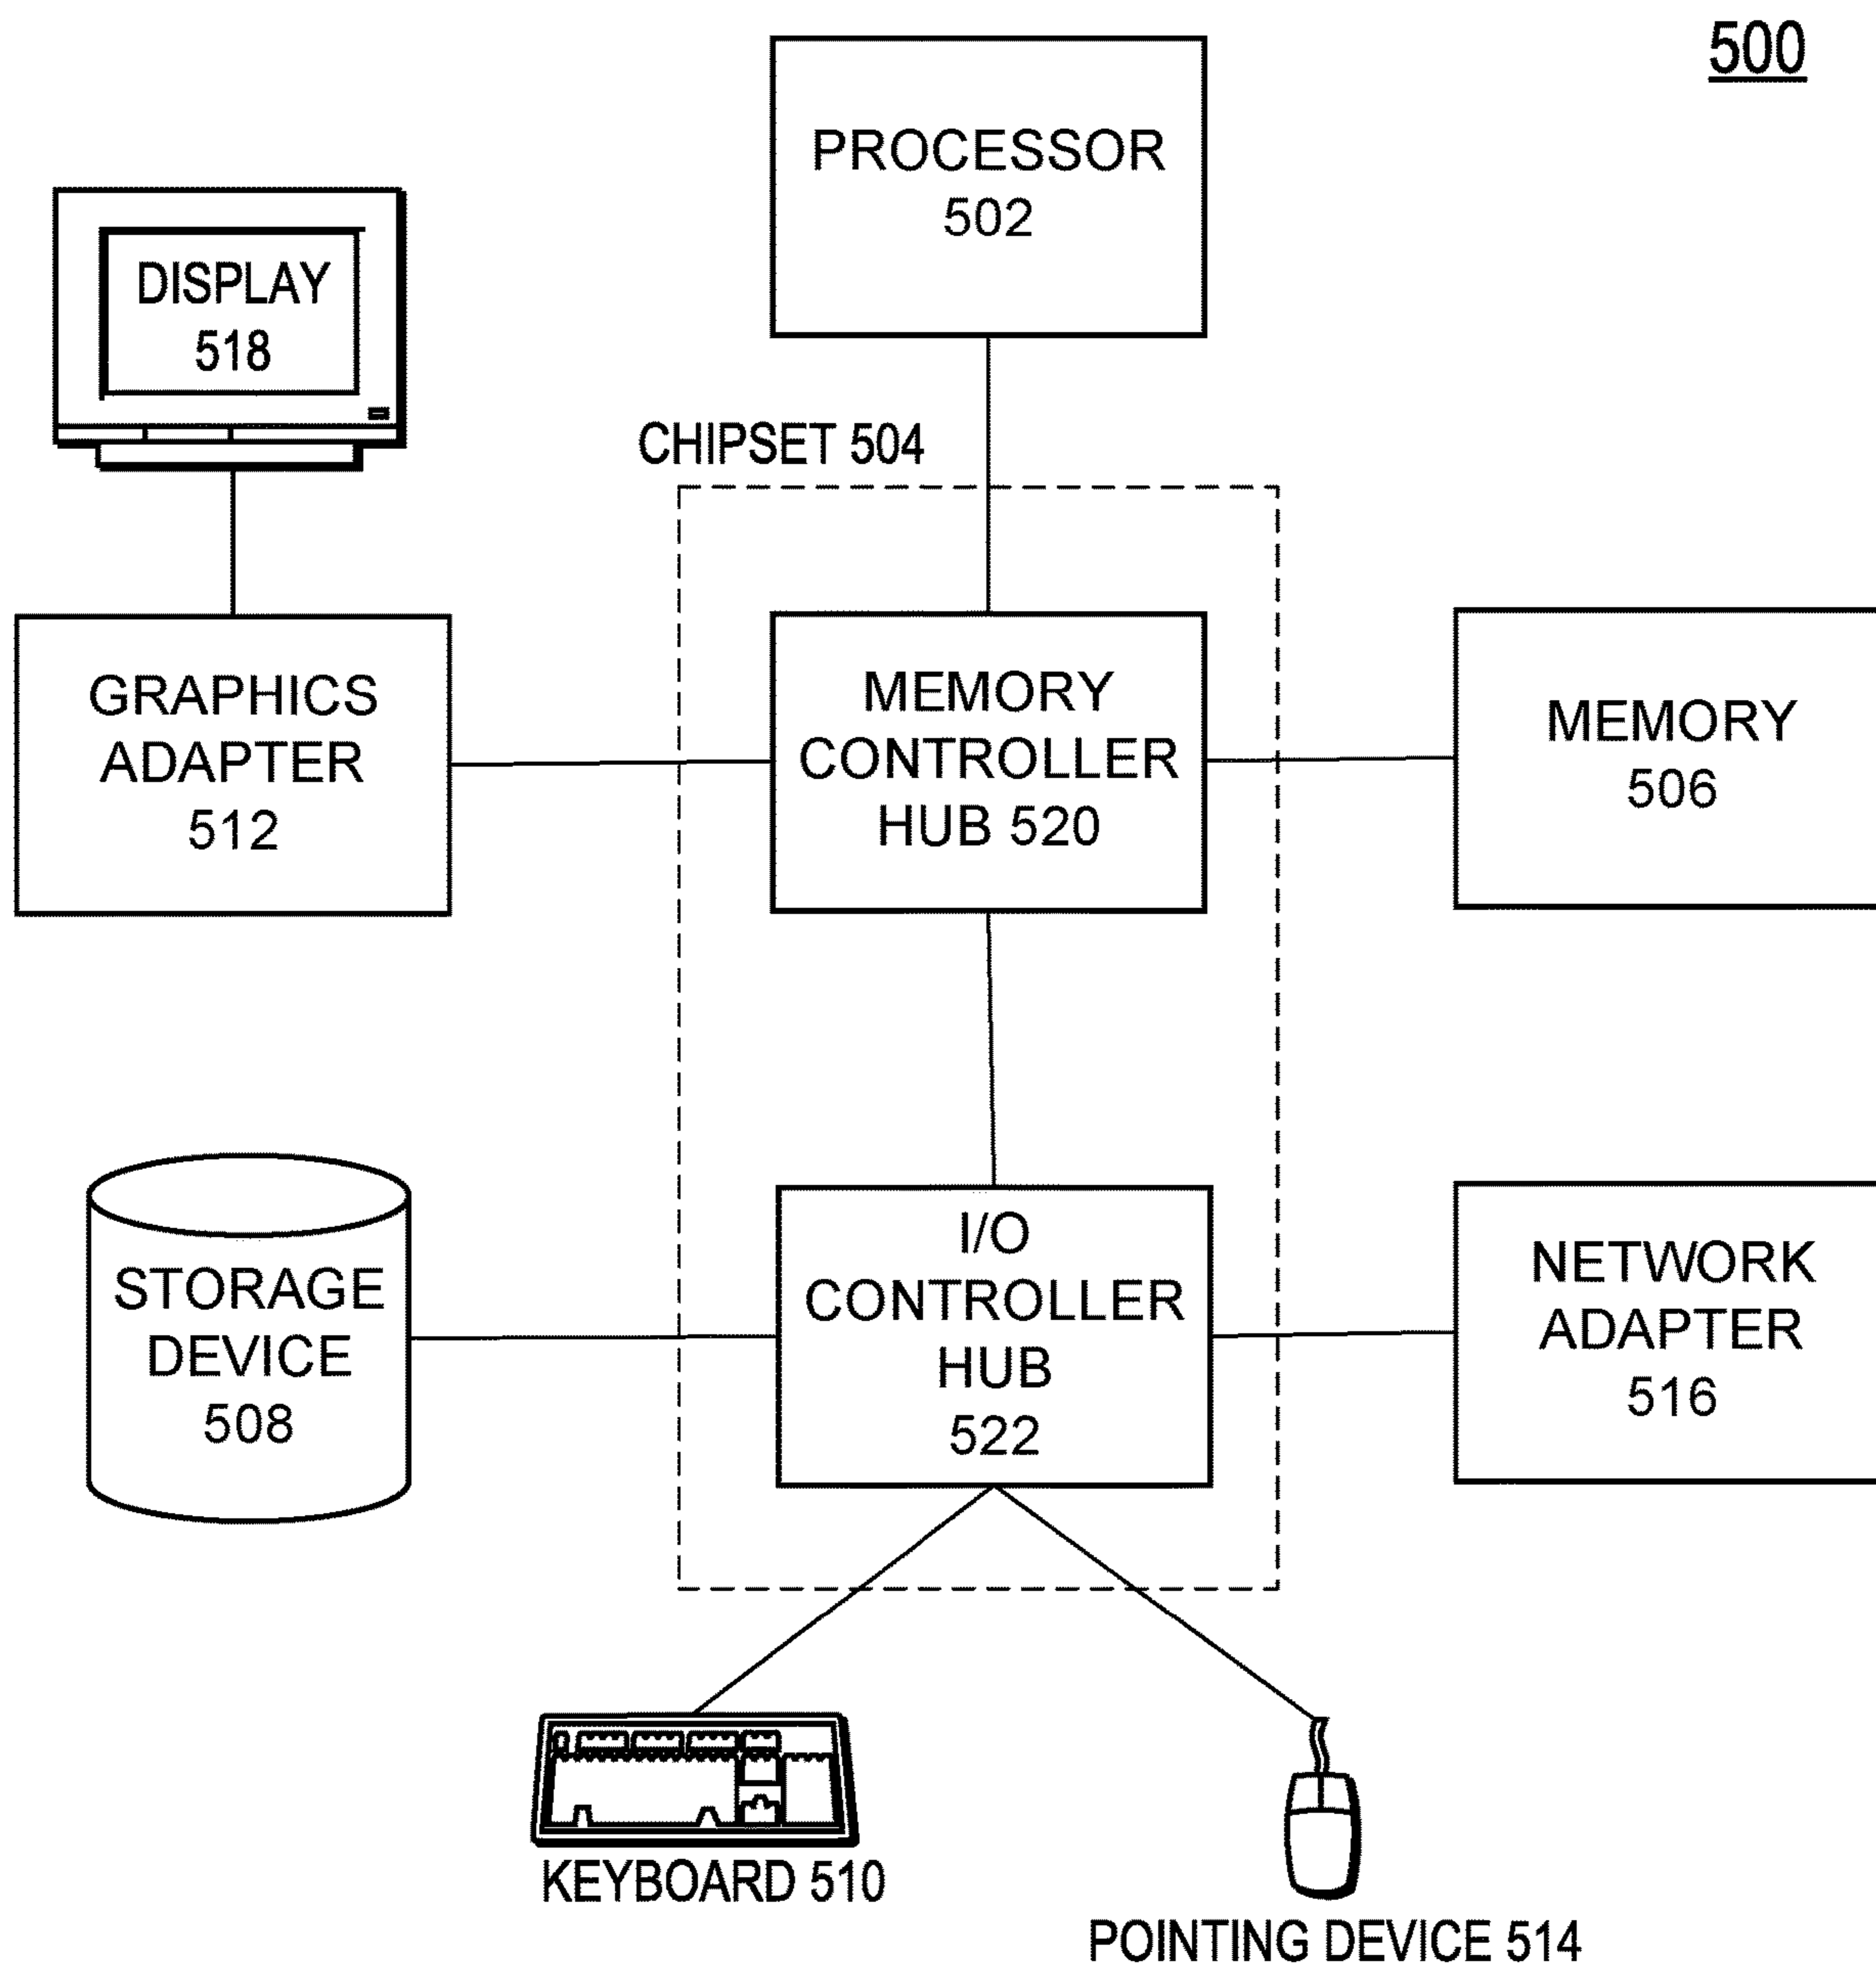 500
PROCESSOR
502
DISPLAY
518
CHIPSET 504
GRAPHICS
ADAPTER
512
MEMORY
CONTROLLER
HUB 520
MEMORY
506
STORAGE
DEVICE
508
I/O
CONTROLLER
HUB
522
NETWORK
ADAPTER
516
KEYBOARD 510
POINTING DEVICE 514